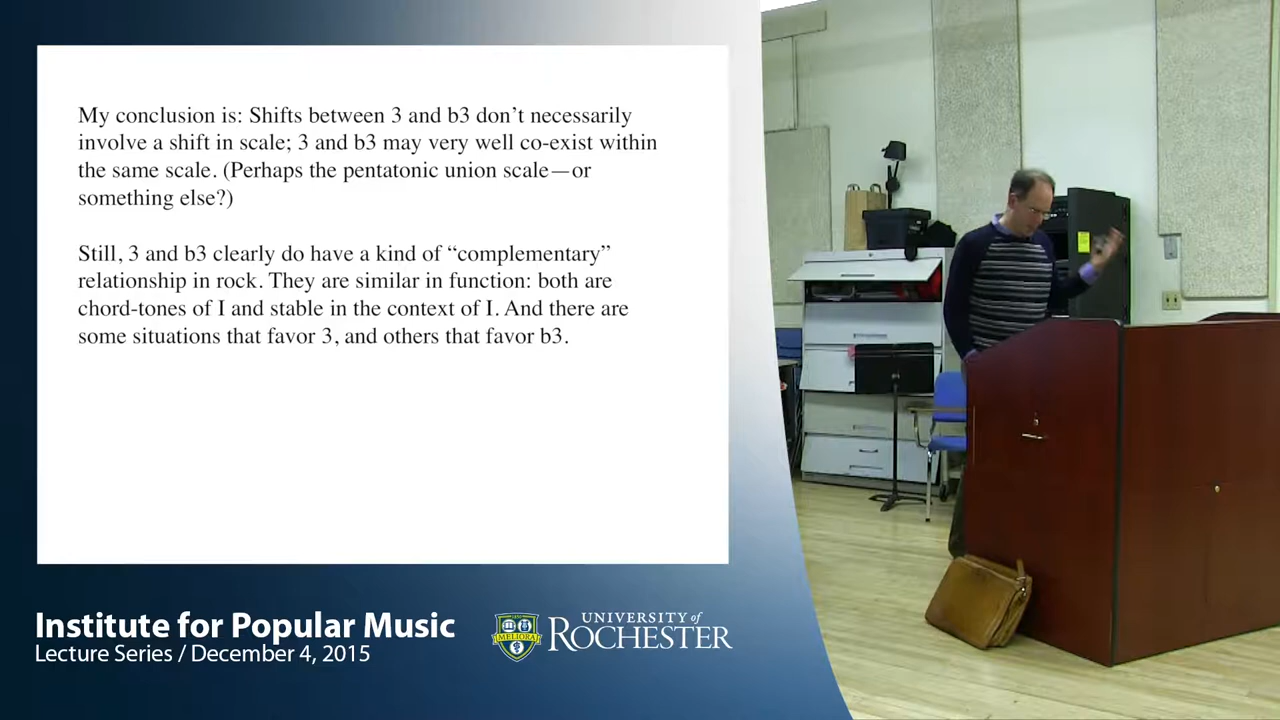 My conclusion is: Shifts between 3 and b3 don’t necessarily
involve a shift in scale; 3 and b3 may very well co-exist within
the same scale. (Perhaps the pentatonic union scale—or
something else?)
Still, 3 and b3 clearly do have a kind of “complementary”
relationship in rock. They are similar in function: both are
chord-tones of I and stable in the context of I. And there are
some situations that favor 3, and others that favor b3.
Institute for Popular Music
Lecture Series / December 4, 2015
MELIORA
UNIVERSITY of
ROCHESTER